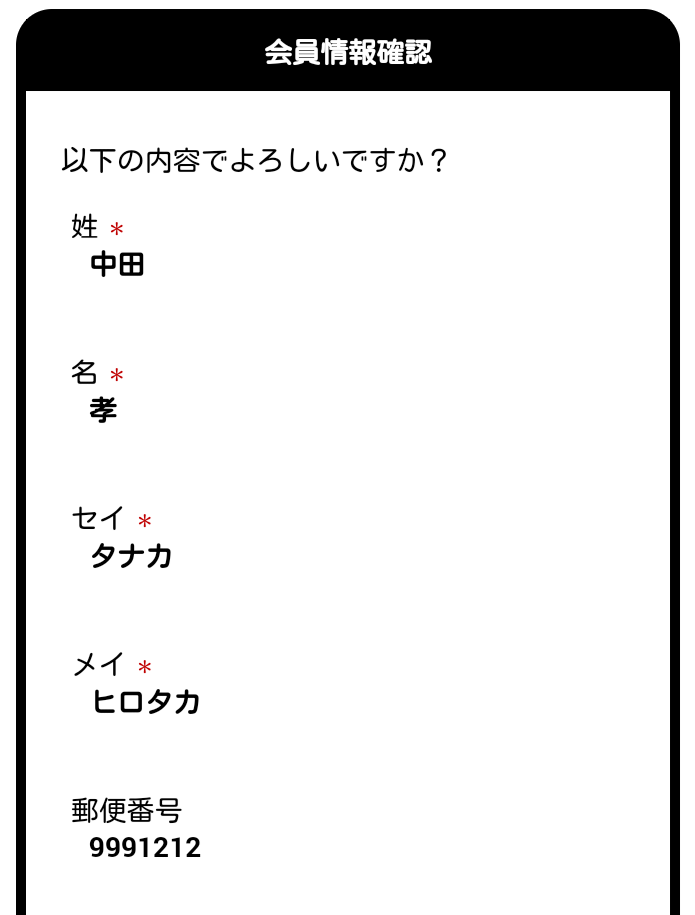 会員情報確認
以下の内容でよろしいですか？
姓 *
中田
名 *
孝
セイ *
タナカ
メイ *
ヒロタカ
郵便番号
9991212